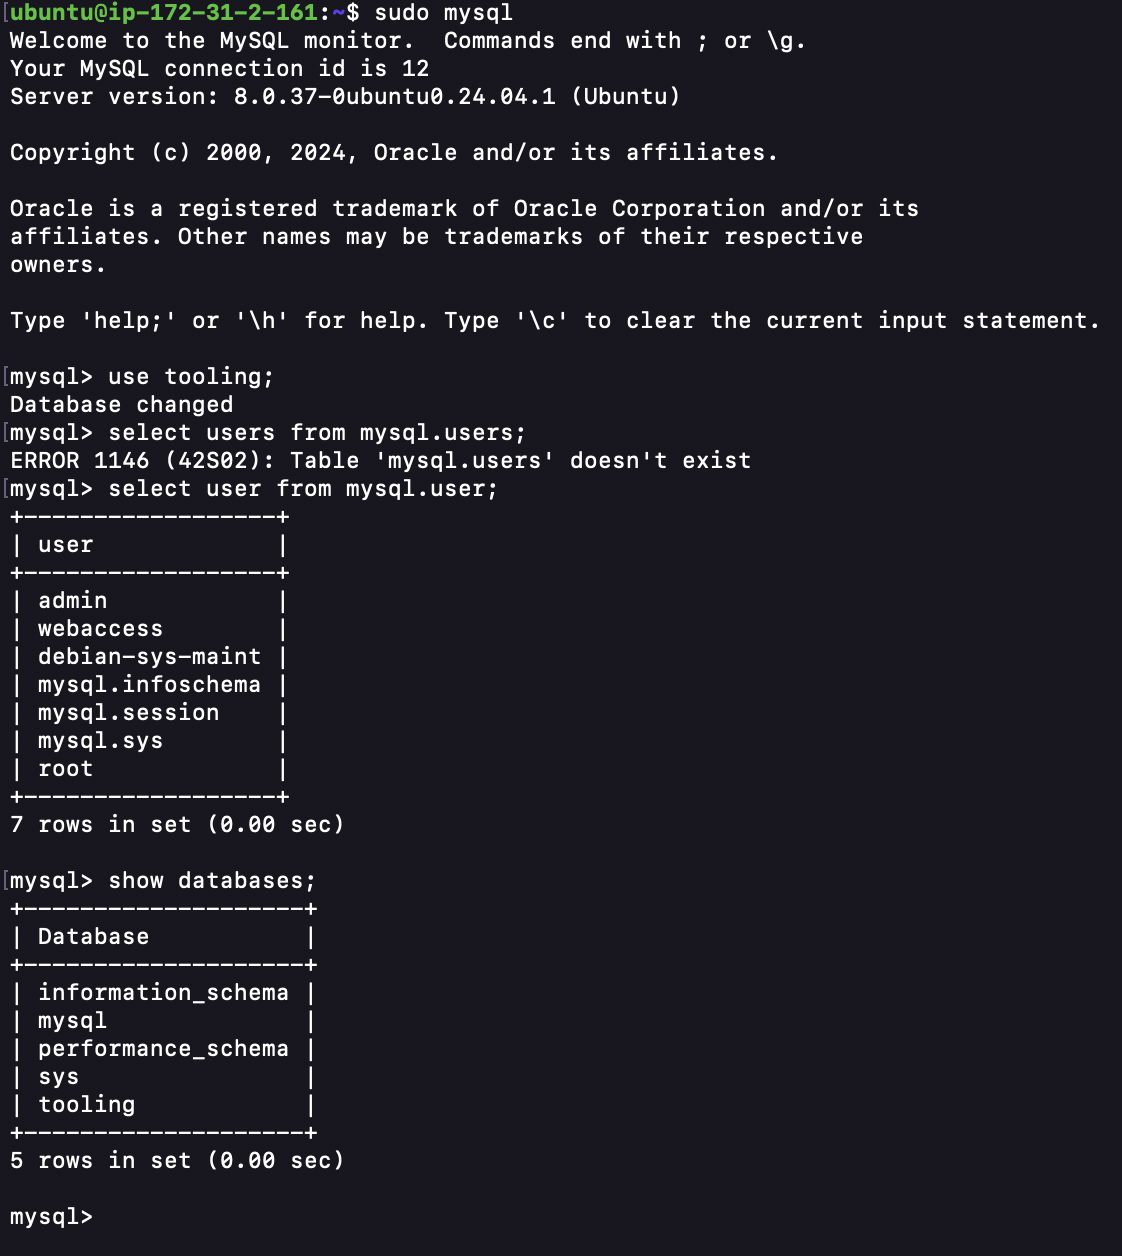 [ubuntu@ip-172-31-2-161:~$ sudo mysql
Welcome to the MySQL monitor.  Commands end with ; or \g.
Your MySQL connection id is 12
Server version: 8.0.37-0ubuntu0.24.04.1 (Ubuntu)
Copyright (c) 2000, 2024, Oracle and/or its affiliates.
Oracle is a registered trademark of Oracle Corporation and/or its
affiliates. Other names may be trademarks of their respective
owners.
Type 'help;' or '\h' for help. Type '\c' to clear the current input statement.
[mysql> use tooling;
Database changed
[mysql> select users from mysql.users;
ERROR 1146 (42S02): Table 'mysql.users' doesn't exist
[mysql> select user from mysql.user;
+------------------+
| user             |
+------------------+
| admin            |
| webaccess        |
| debian-sys-maint |
| mysql.infoschema |
| mysql.session    |
| mysql.sys        |
| root             |
+------------------+
7 rows in set (0.00 sec)
[mysql> show databases;
+--------------------+
| Database           |
+--------------------+
| information_schema |
| mysql              |
| performance_schema |
| sys                |
| tooling            |
+--------------------+
5 rows in set (0.00 sec)
mysql>